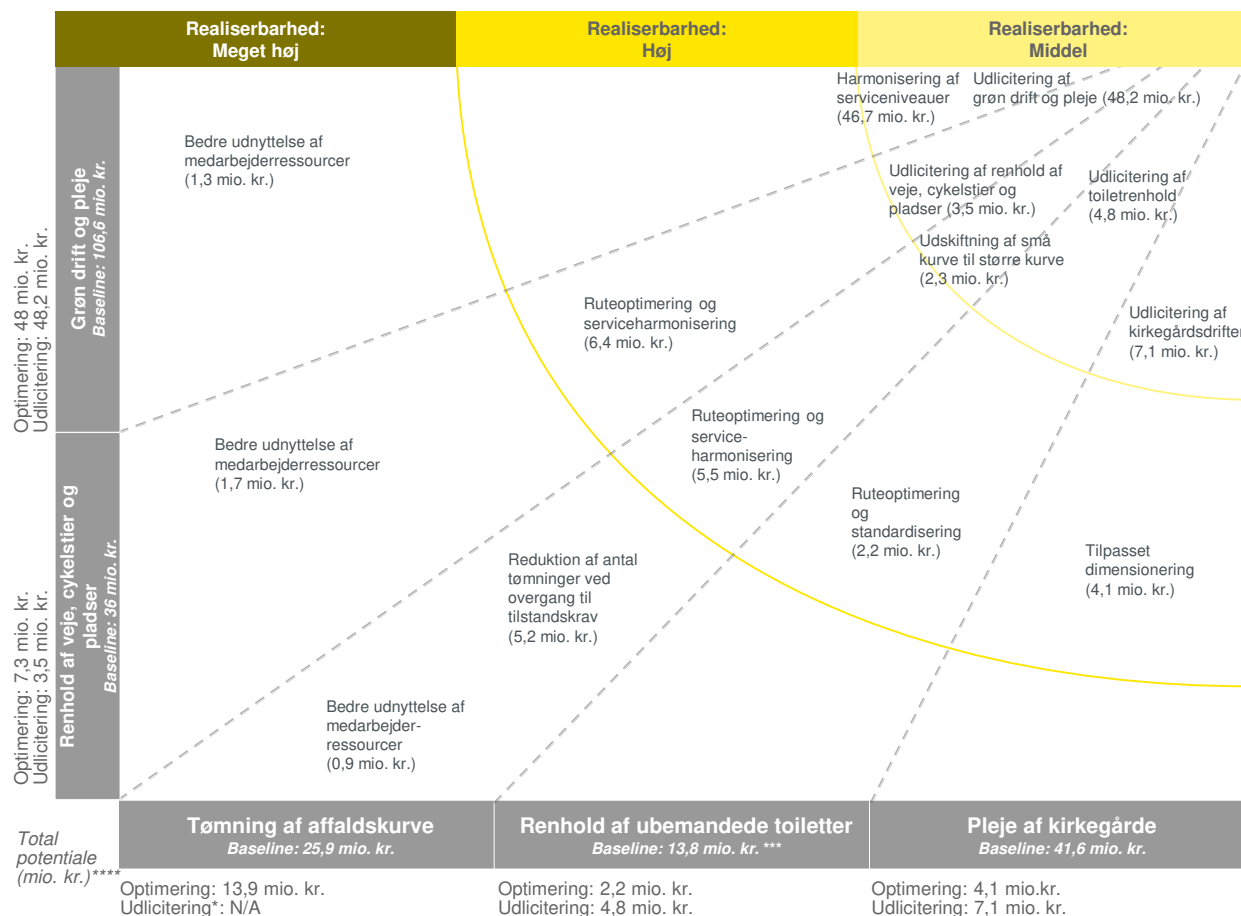 Realiserbarhed:
Meget høj
Realiserbarhed:
Høj
Realiserbarhed:
Middel
Optimering: 48 mio. kr.
Udlicitering: 48,2 mio. kr.
Grøn drift og pleje
Baseline: 106,6 mio. kr.
Bedre udnyttelse af
medarbejderressourcer
(1,3 mio. kr.)
Harmonisering af
serviceniveauer
(46,7 mio. kr.)
Udlicitering af
grøn drift og pleje (48,2 mio. kr.)
Udlicitering af renhold af
veje, cykelstier og
pladser (3,5 mio. kr.)
Udlicitering af
toiletrenhold
(4,8 mio. kr.)
Udskiftning af små
kurve til større kurve
(2,3 mio. kr.)
Ruteoptimering og
serviceharmonisering
(6,4 mio. kr.)
Udlicitering af
kirkegårdsdriften
(7,1 mio. kr.)
Optimering: 7,3 mio. kr.
Udlicitering: 3,5 mio. kr.
Renhold af veje, cykelstier og
pladser
Baseline: 36 mio. kr.
Bedre udnyttelse af
medarbejderressourcer
(1,7 mio. kr.)
Ruteoptimering og
service-
harmonisering
(5,5 mio. kr.)
Ruteoptimering
og
standardisering
(2,2 mio. kr.)
Reduktion af antal
tømninger ved
overgang til
tilstandskrav
(5,2 mio. kr.)
Tilpasset
dimensionering
(4,1 mio. kr.)
Bedre udnyttelse af
medarbejder-
ressourcer
(0,9 mio. kr.)
Total
potentiale
(mio. kr.)****
Tømning af affaldskurve
Baseline: 25,9 mio. kr.
Renhold af ubemandede toiletter
Baseline: 13,8 mio. kr. ***
Pleje af kirkegårde
Baseline: 41,6 mio. kr.
Optimering: 13,9 mio. kr.
Udlicitering*: N/A
Optimering: 2,2 mio. kr.
Udlicitering: 4,8 mio. kr.
Optimering: 4,1 mio.kr.
Udlicitering: 7,1 mio. kr.